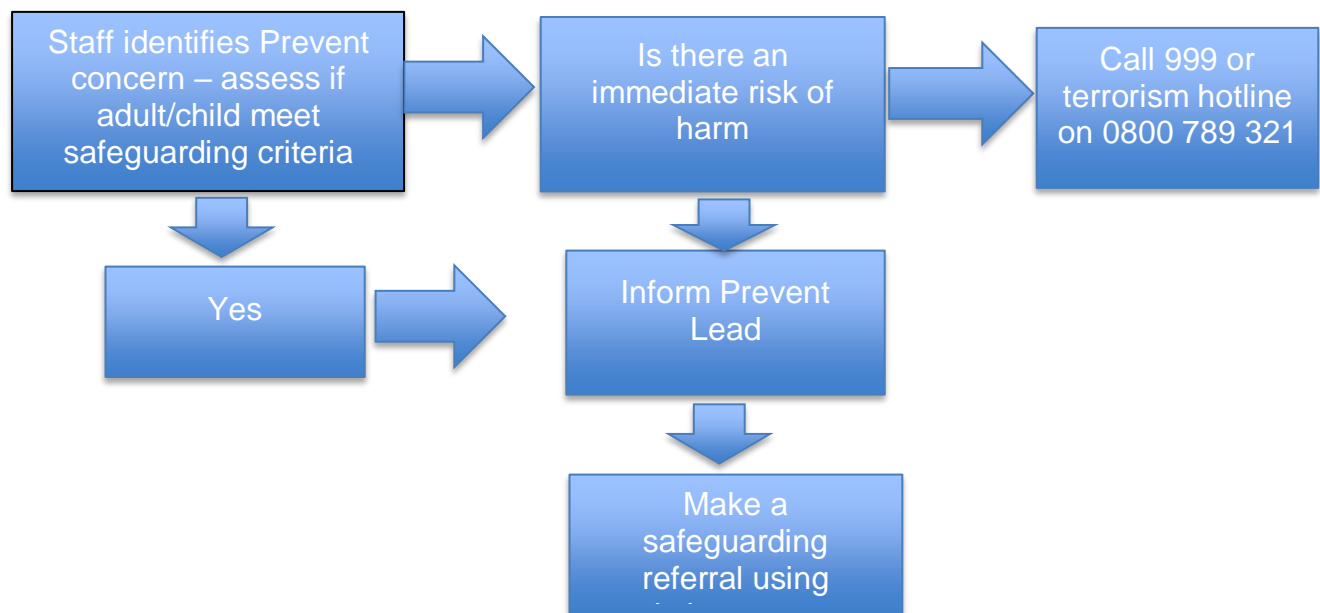 Staff identifies Prevent
concern – assess if
adult/child meet
safeguarding criteria
Is there an
immediate risk of
harm
Call 999 or
terrorism hotline
on 0800 789 321
Yes
Inform Prevent
Lead
Make a
safeguarding
referral using